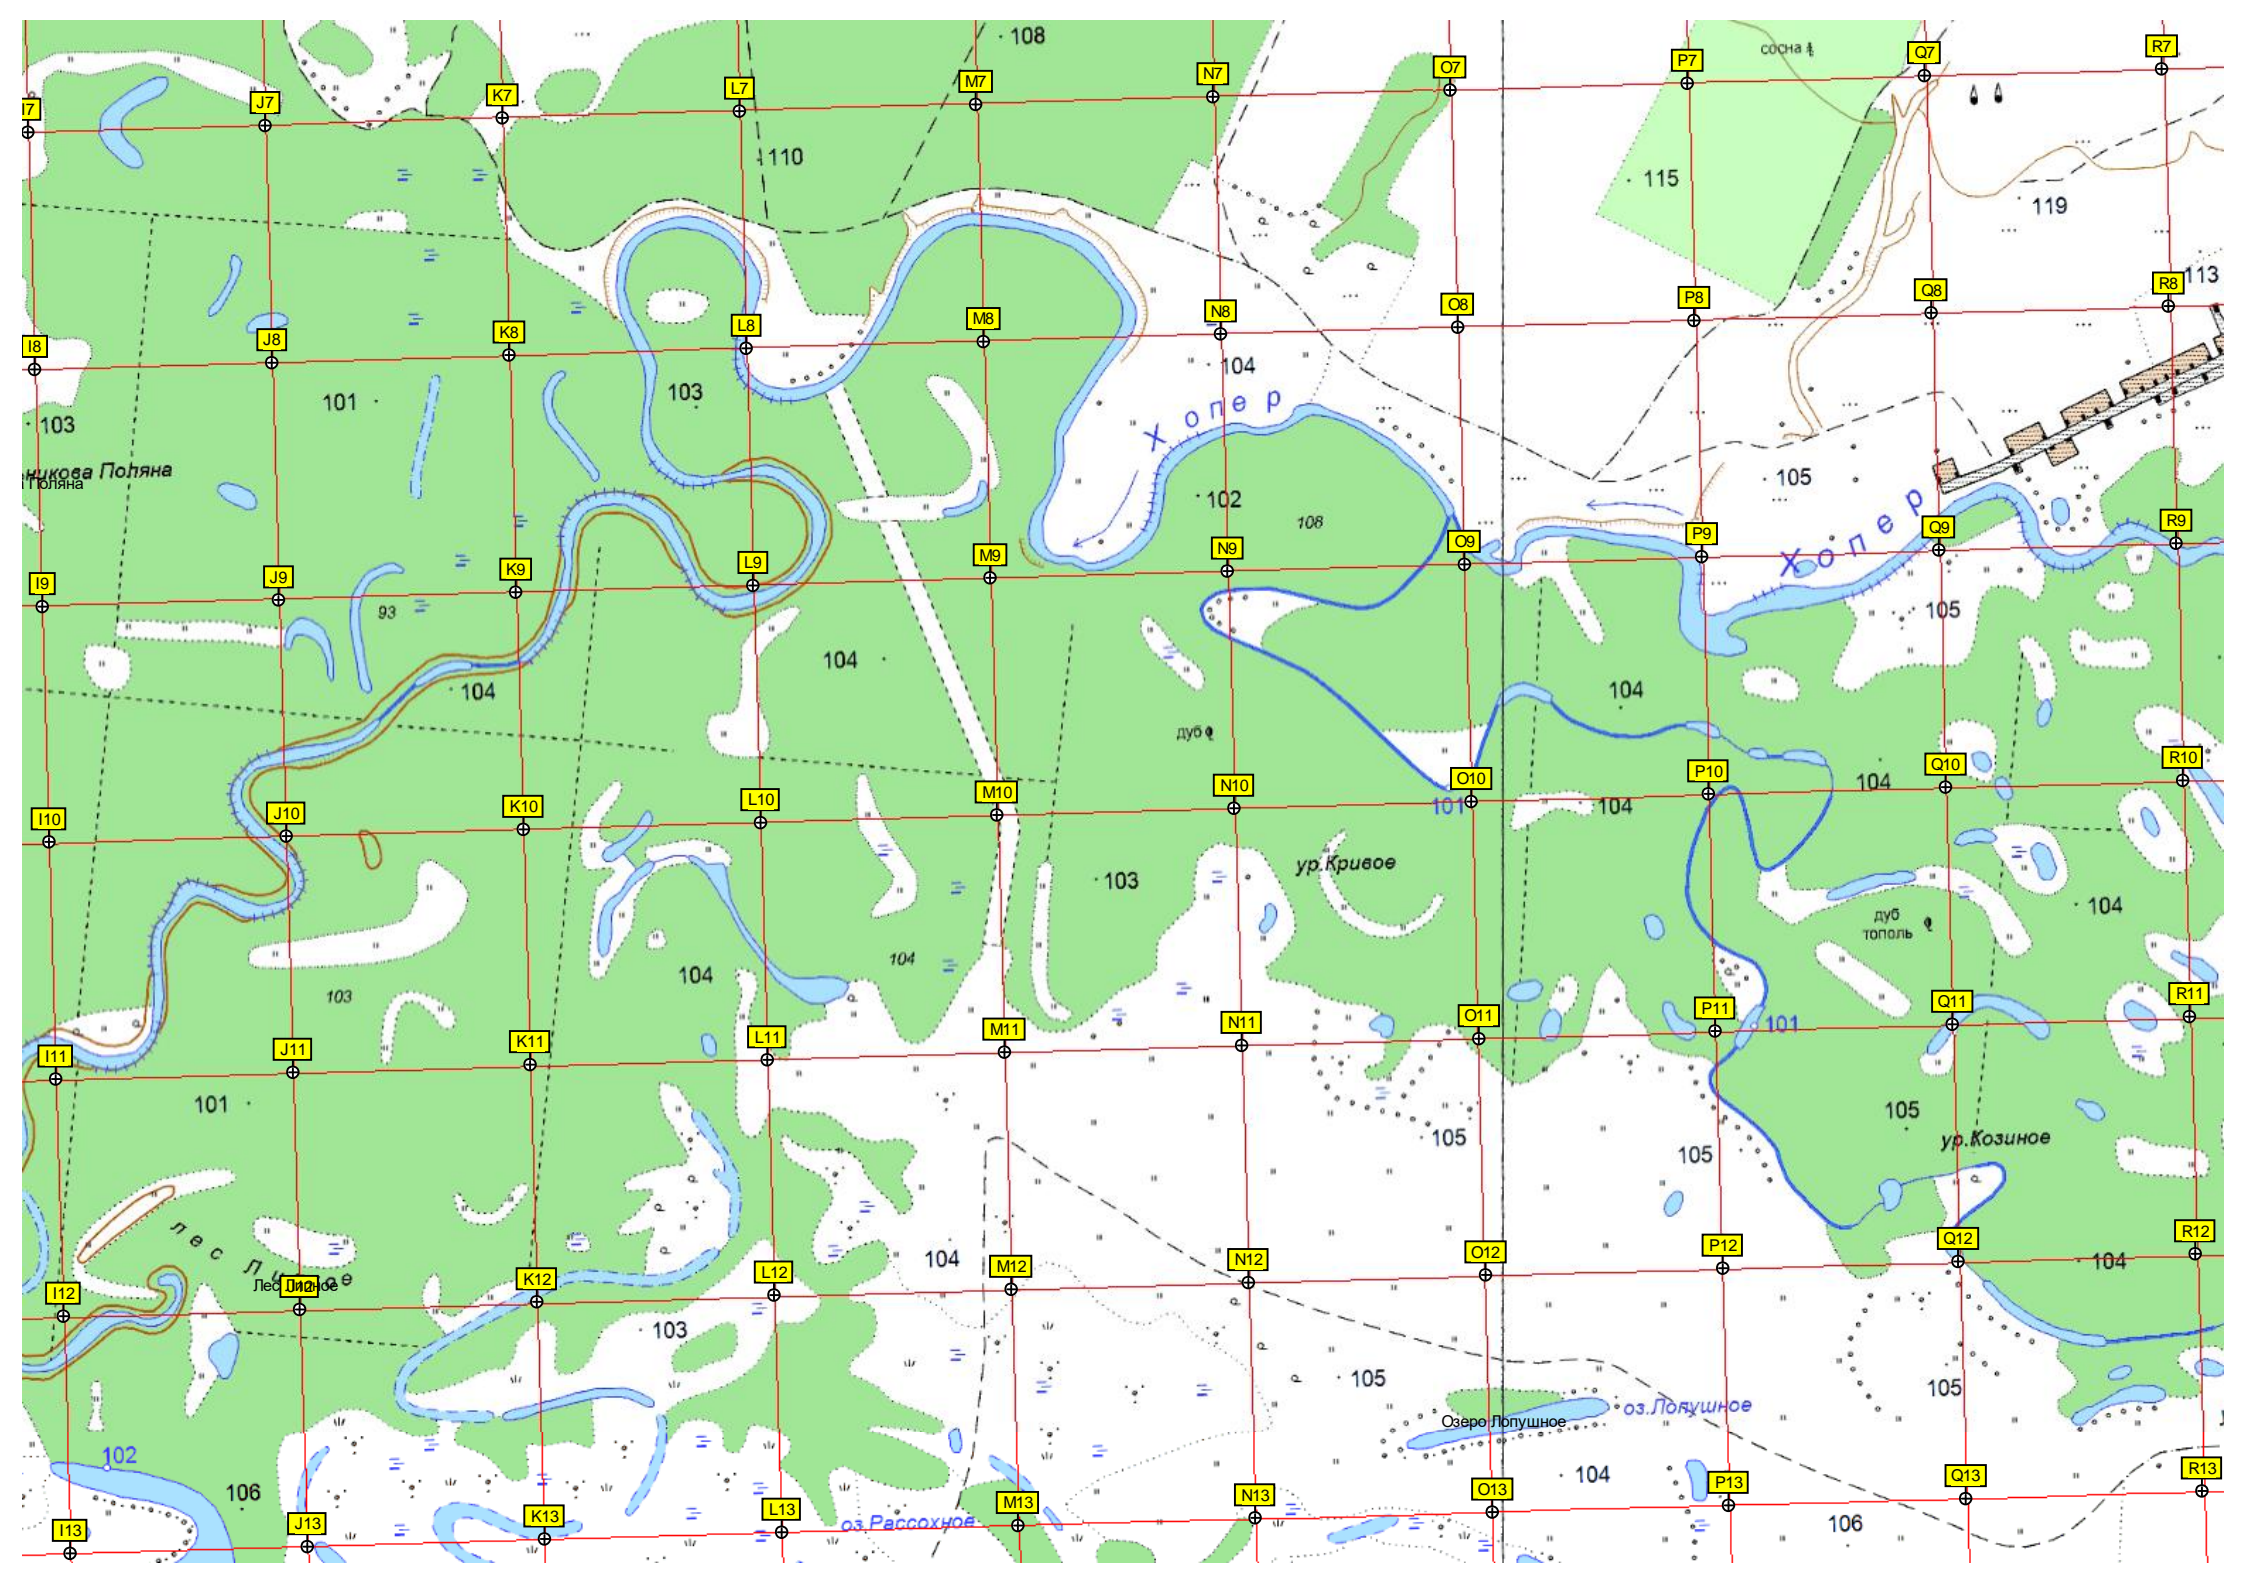 108
сосна
I7
J7
K7
L7
M7
N7
O7
P7
Q7
R7
110
115
119
113
I8
J8
K8
L8
M8
N8
O8
P8
Q8
R8
104
103
101
103
Хопер
никова Поляна
Поляна
102
108
105
Хопер
I9
J9
K9
L9
M9
N9
O9
P9
Q9
R9
93
105
104
104
104
дуб
I10
J10
K10
L10
M10
N10
O10
P10
Q10
R10
101
104
104
ур.Кривое
103
104
дуб
тополь
104
104
103
I11
J11
K11
L11
M11
N11
O11
P11
Q11
R11
101
101
105
105
105
ур.Козиное
лес Липное
Лес Липное
104
104
I12
J12
K12
L12
M12
N12
O12
P12
Q12
R12
103
105
105
оз.Лопушное
Озеро Лопушное
102
106
104
оз.Рассохное
106
I13
J13
K13
L13
M13
N13
O13
P13
Q13
R13